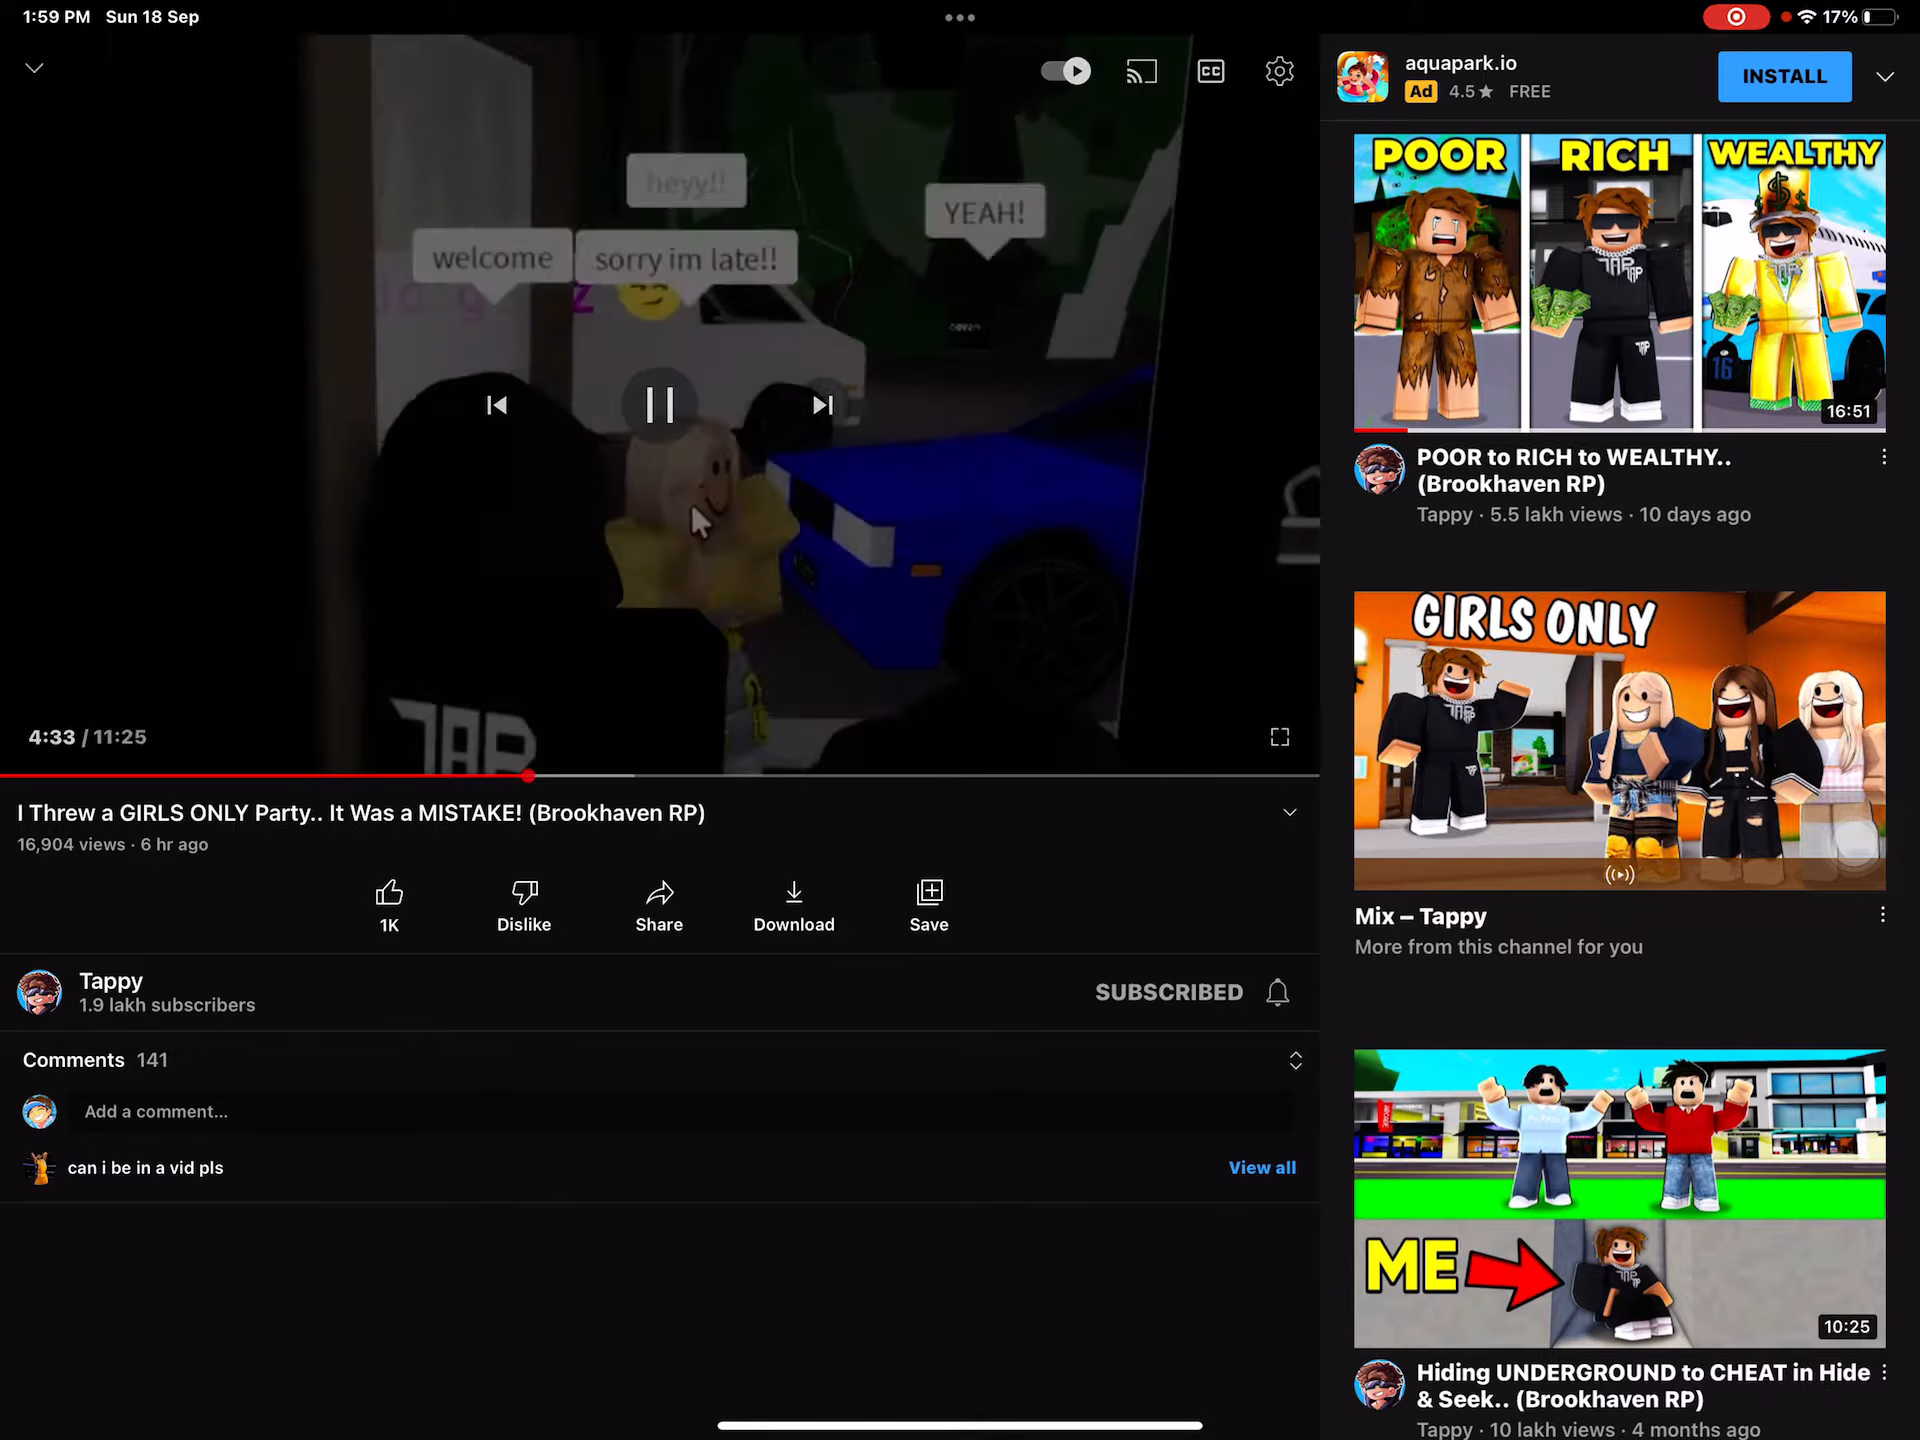 1:59 PM Sun 18 Sep
17%
CC
heyy!!
YEAH!
welcome
sorry im late!!
TAP
4:33 / 11:25
I Threw a GIRLS ONLY Party.. It Was a MISTAKE! (Brookhaven RP)
16,904 views · 6 hr ago
1K
Dislike
Share
Download
Save
Tappy
1.9 lakh subscribers
SUBSCRIBED
Comments 141
Add a comment...
can i be in a vid pls
View all
aquapark.io
Ad 4.5★ FREE
INSTALL
POOR RICH WEALTHY
TAP
16
16:51
POOR to RICH to WEALTHY..
(Brookhaven RP)
Tappy · 5.5 lakh views · 10 days ago
GIRLS ONLY
Mix – Tappy
More from this channel for you
ME
10:25
Hiding UNDERGROUND to CHEAT in Hide
& Seek.. (Brookhaven RP)
Tappy · 10 lakh views · 4 months ago